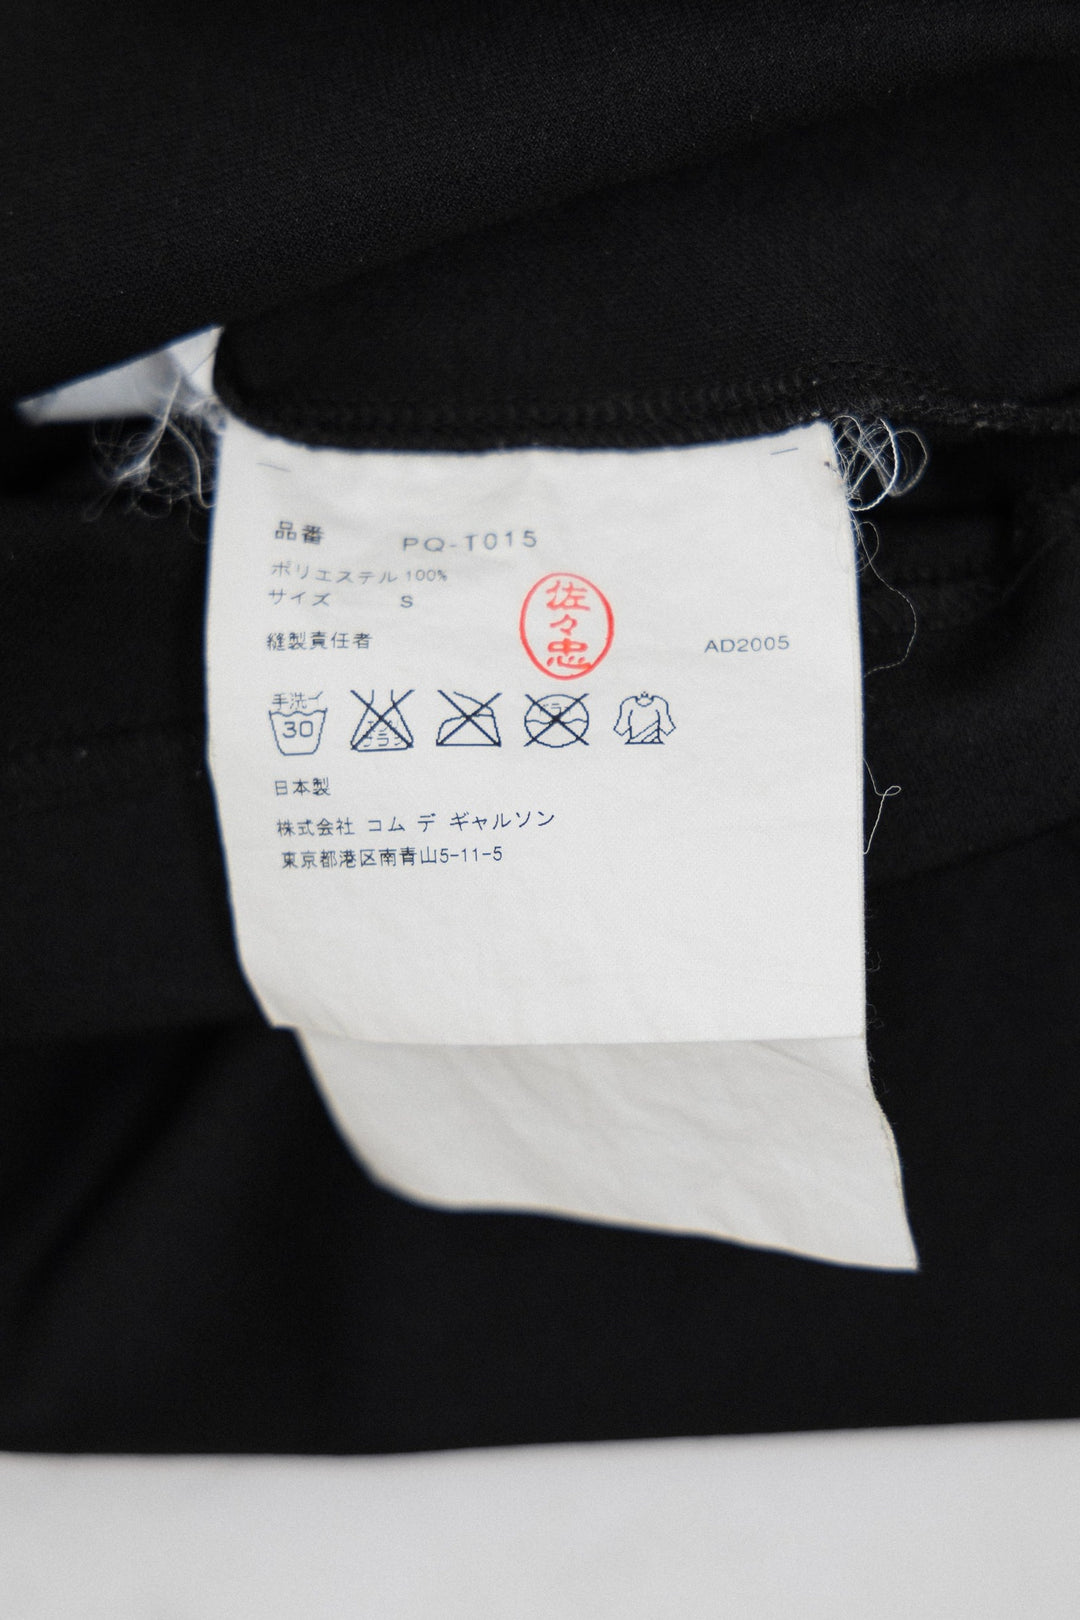 品番 PQ-T015
ポリエステル 100%
サイズ S
縫製責任者 佐々忠 AD2005
手洗イ
30
日本製
株式会社 コム デ ギャルソン
東京都港区南青山5-11-5